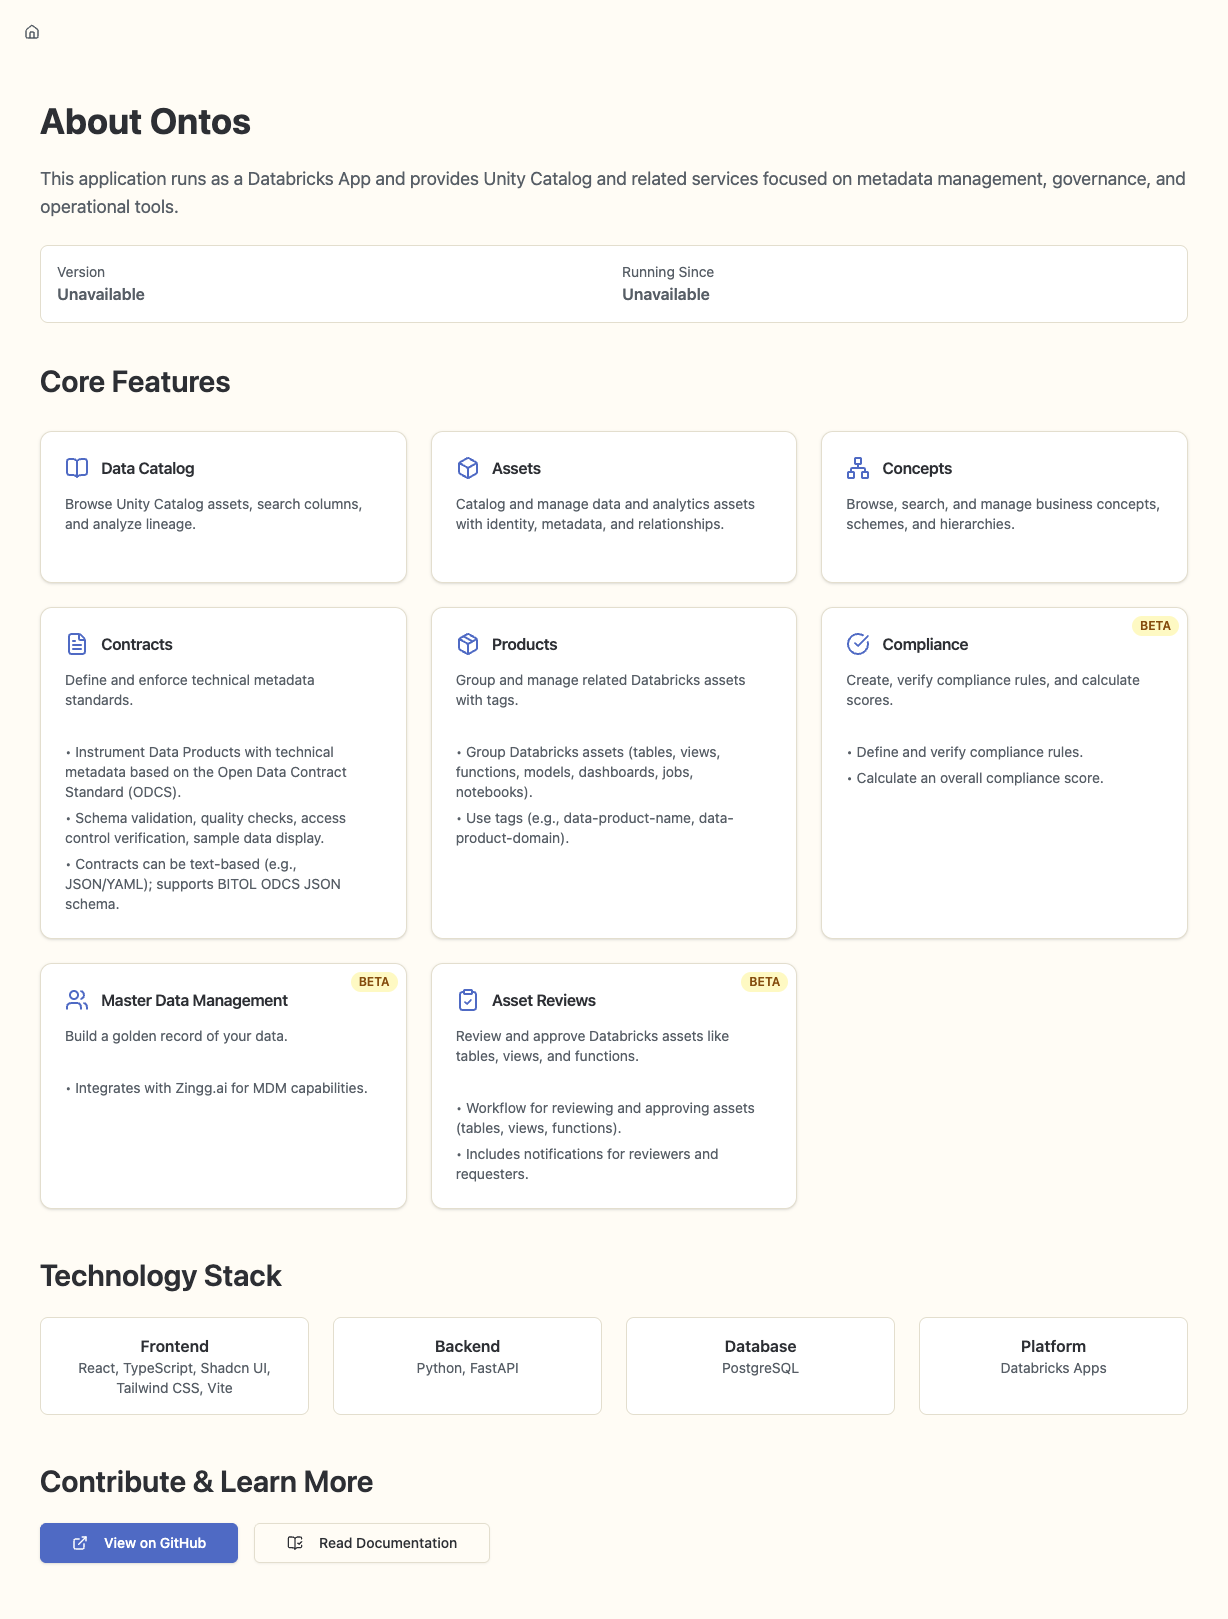 About Ontos
This application runs as a Databricks App and provides Unity Catalog and related services focused on metadata management, governance, and
operational tools.
Version
Unavailable
Running Since
Unavailable
Core Features
Data Catalog
Browse Unity Catalog assets, search columns,
and analyze lineage.
Assets
Catalog and manage data and analytics assets
with identity, metadata, and relationships.
Concepts
Browse, search, and manage business concepts,
schemes, and hierarchies.
Contracts
Define and enforce technical metadata
standards.
• Instrument Data Products with technical
metadata based on the Open Data Contract
Standard (ODCS).
• Schema validation, quality checks, access
control verification, sample data display.
• Contracts can be text-based (e.g.,
JSON/YAML); supports BITOL ODCS JSON
schema.
Products
Group and manage related Databricks assets
with tags.
• Group Databricks assets (tables, views,
functions, models, dashboards, jobs,
notebooks).
• Use tags (e.g., data-product-name, data-
product-domain).
BETA
Compliance
Create, verify compliance rules, and calculate
scores.
• Define and verify compliance rules.
• Calculate an overall compliance score.
BETA
Master Data Management
Build a golden record of your data.
• Integrates with Zingg.ai for MDM capabilities.
BETA
Asset Reviews
Review and approve Databricks assets like
tables, views, and functions.
• Workflow for reviewing and approving assets
(tables, views, functions).
• Includes notifications for reviewers and
requesters.
Technology Stack
Frontend
React, TypeScript, Shadcn UI,
Tailwind CSS, Vite
Backend
Python, FastAPI
Database
PostgreSQL
Platform
Databricks Apps
Contribute & Learn More
View on GitHub
Read Documentation